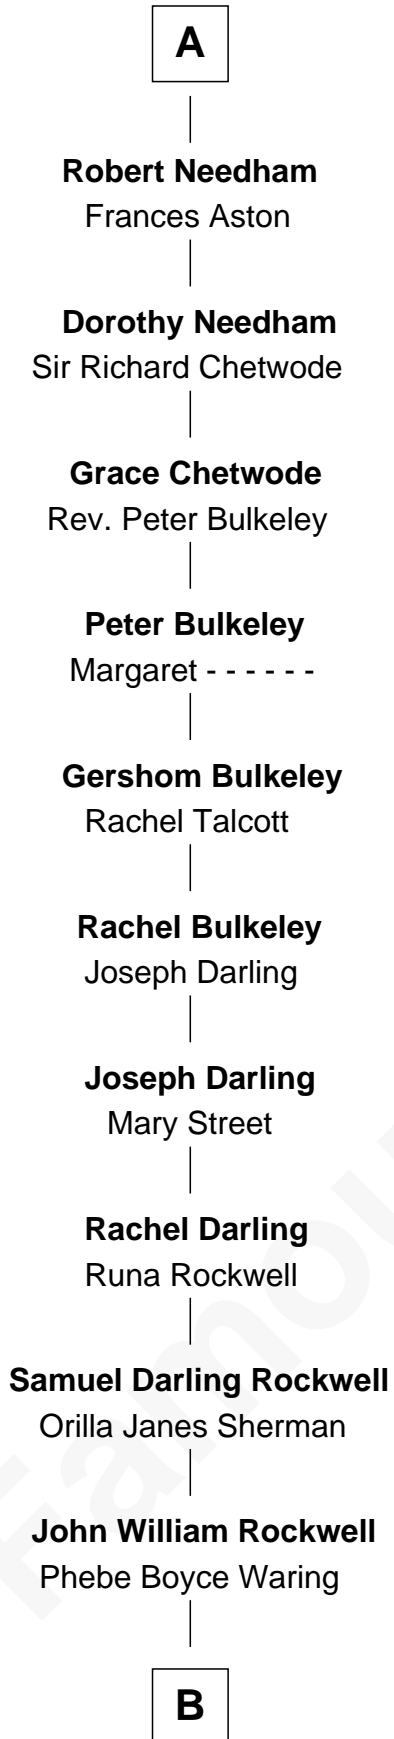 A
Robert Needham
Frances Aston
Dorothy Needham
Sir Richard Chetwode
Grace Chetwode
Rev. Peter Bulkeley
Peter Bulkeley
Margaret - - - - - -
Gershom Bulkeley
Rachel Talcott
Rachel Bulkeley
Joseph Darling
Joseph Darling
Mary Street
Rachel Darling
Runa Rockwell
Samuel Darling Rockwell
Orilla Janes Sherman
John William Rockwell
Phebe Boyce Waring
B